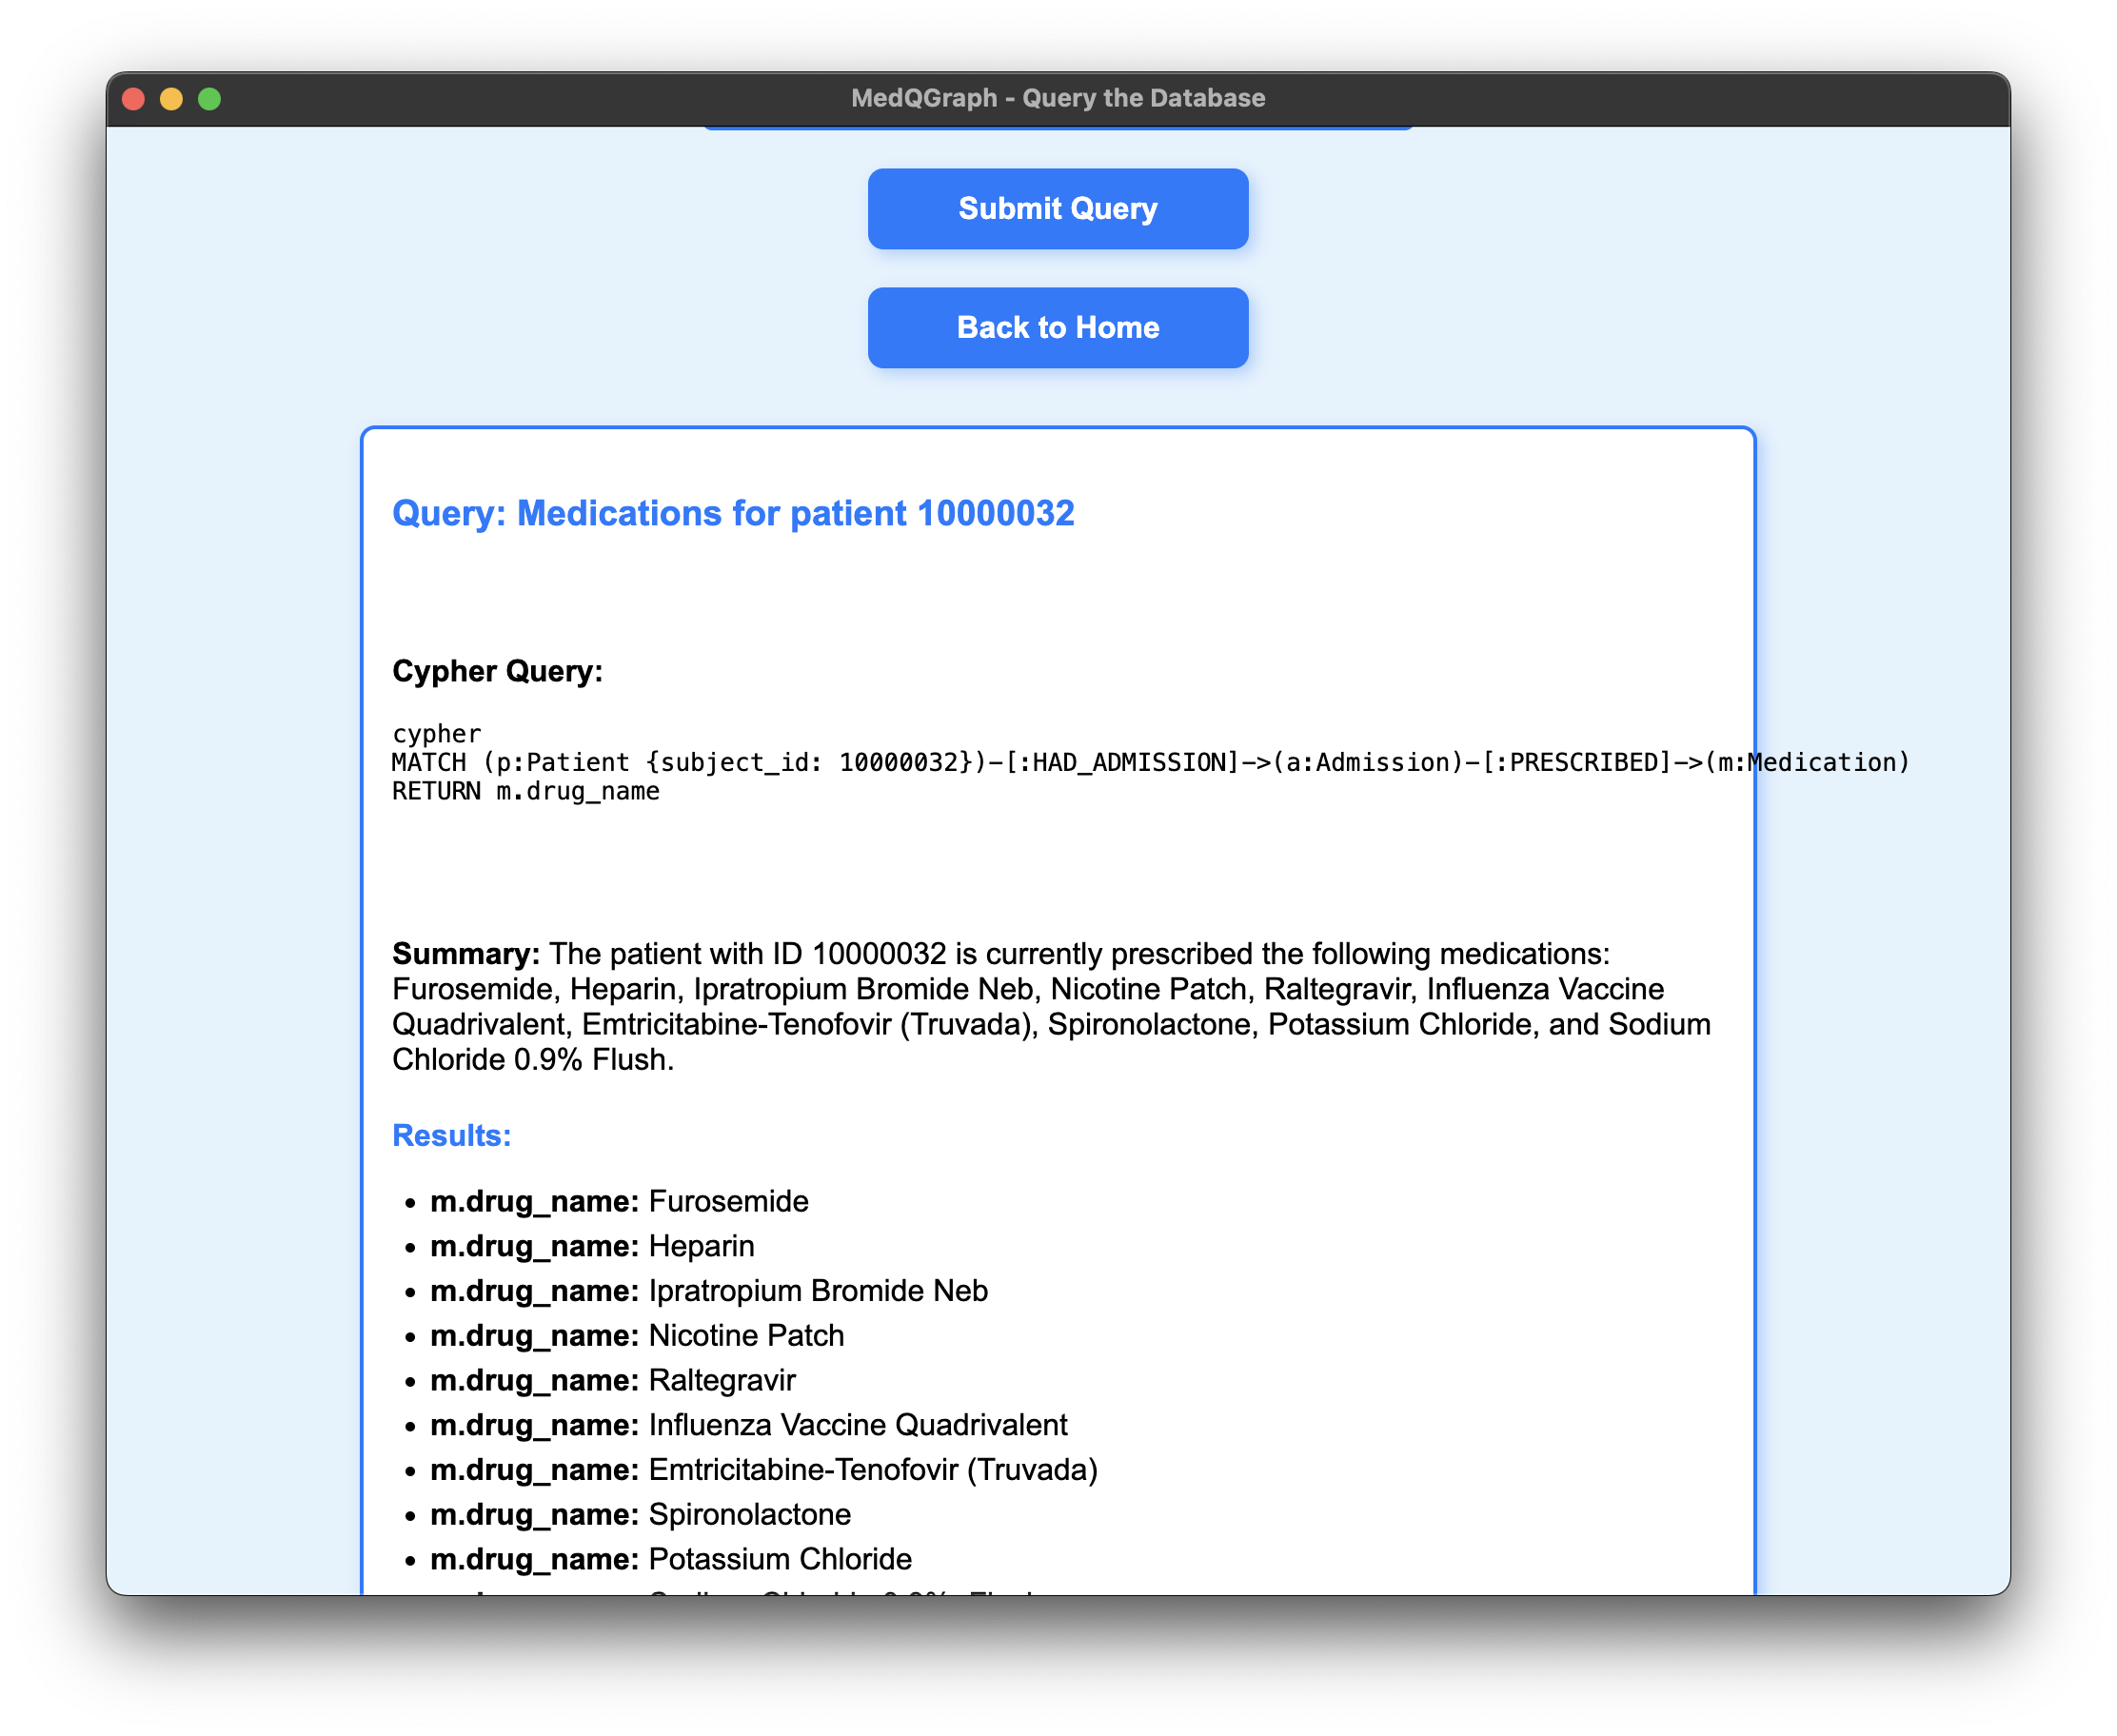 MedQGraph - Query the Database
Submit Query
Back to Home
Query: Medications for patient 10000032
Cypher Query:
cypher
MATCH (p:Patient {subject_id: 10000032})-[:HAD_ADMISSION]->(a:Admission)-[:PRESCRIBED]->(m:Medication)
RETURN m.drug_name
Summary: The patient with ID 10000032 is currently prescribed the following medications:
Furosemide, Heparin, Ipratropium Bromide Neb, Nicotine Patch, Raltegravir, Influenza Vaccine
Quadrivalent, Emtricitabine-Tenofovir (Truvada), Spironolactone, Potassium Chloride, and Sodium
Chloride 0.9% Flush.
Results:
• m.drug_name: Furosemide
• m.drug_name: Heparin
• m.drug_name: Ipratropium Bromide Neb
• m.drug_name: Nicotine Patch
• m.drug_name: Raltegravir
• m.drug_name: Influenza Vaccine Quadrivalent
• m.drug_name: Emtricitabine-Tenofovir (Truvada)
• m.drug_name: Spironolactone
• m.drug_name: Potassium Chloride